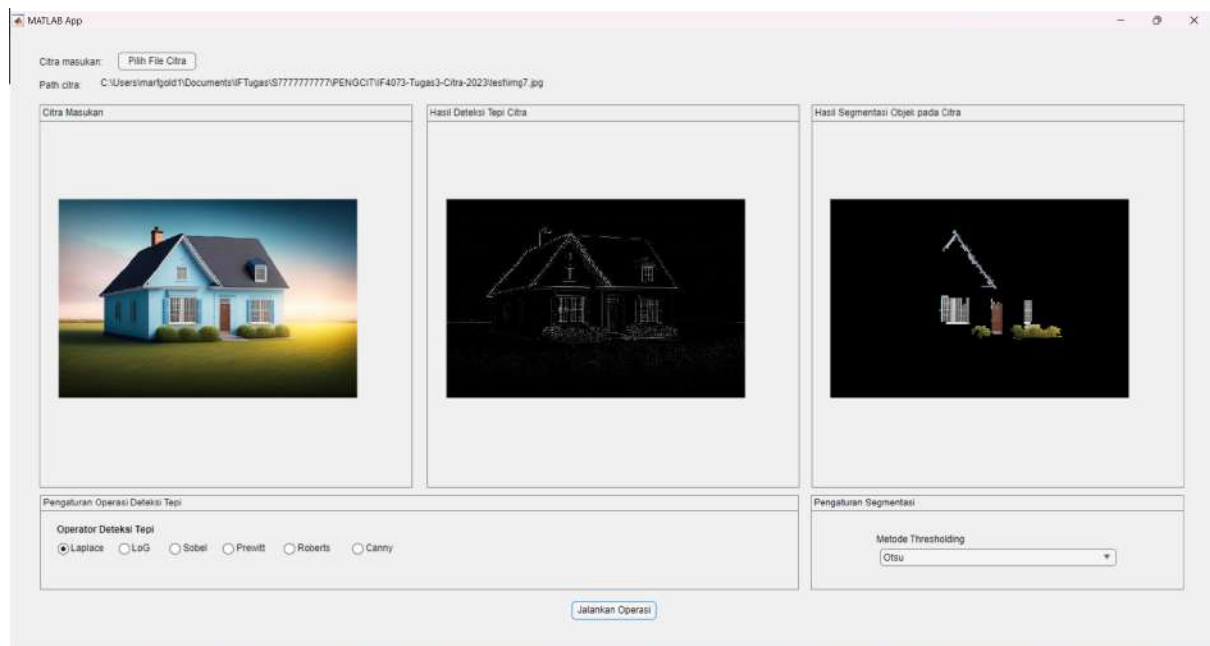 MATLAB App
Citra masukan: Pilih File Citra
Path citra: C:\Users\marfgold1\Documents\IFTugas\S7777777777\PENGCIT\IF4073-Tugas3-Citra-2023\test\img7.jpg
Citra Masukan
Hasil Deteksi Tepi Citra
Hasil Segmentasi Objek pada Citra
Pengaturan Operasi Deteksi Tepi
Operator Deteksi Tepi
Laplace LoG Sobel Prewitt Roberts Canny
Pengaturan Segmentasi
Metode Thresholding
Otsu
Jalankan Operasi